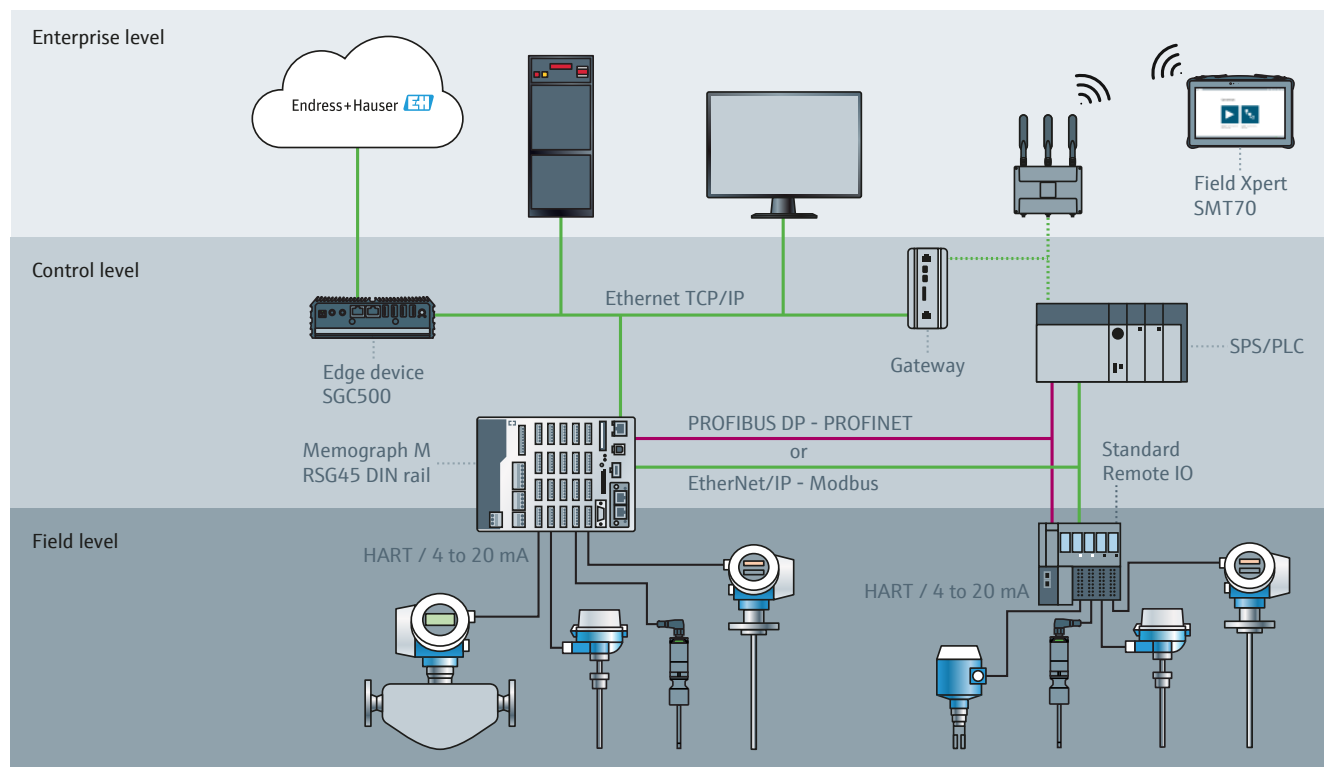 Enterprise level
Endress+Hauser EH
Field Xpert
SMT70
Control level
Ethernet TCP/IP
Edge device
SGC500
Gateway
SPS/PLC
Memograph M
RSG45 DIN rail
PROFIBUS DP - PROFINET
or
EtherNet/IP - Modbus
Standard
Remote IO
Field level
HART / 4 to 20 mA
HART / 4 to 20 mA